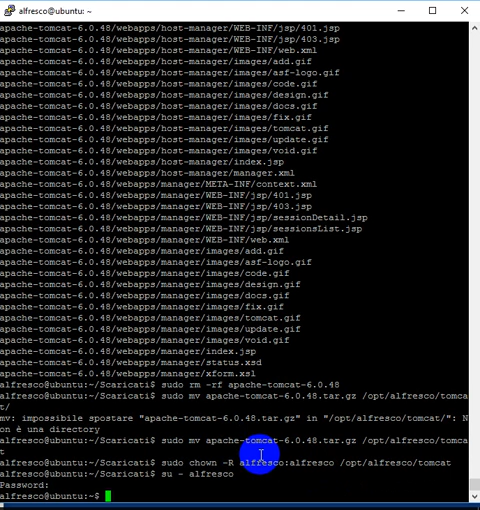 alfresco@ubuntu: ~
apache-tomcat-6.0.48/webapps/host-manager/WEB-INF/jsp/401.jsp
apache-tomcat-6.0.48/webapps/host-manager/WEB-INF/jsp/403.jsp
apache-tomcat-6.0.48/webapps/host-manager/WEB-INF/web.xml
apache-tomcat-6.0.48/webapps/host-manager/images/add.gif
apache-tomcat-6.0.48/webapps/host-manager/images/asf-logo.gif
apache-tomcat-6.0.48/webapps/host-manager/images/code.gif
apache-tomcat-6.0.48/webapps/host-manager/images/design.gif
apache-tomcat-6.0.48/webapps/host-manager/images/docs.gif
apache-tomcat-6.0.48/webapps/host-manager/images/fix.gif
apache-tomcat-6.0.48/webapps/host-manager/images/tomcat.gif
apache-tomcat-6.0.48/webapps/host-manager/images/update.gif
apache-tomcat-6.0.48/webapps/host-manager/images/void.gif
apache-tomcat-6.0.48/webapps/host-manager/index.jsp
apache-tomcat-6.0.48/webapps/host-manager/manager.xml
apache-tomcat-6.0.48/webapps/manager/META-INF/context.xml
apache-tomcat-6.0.48/webapps/manager/WEB-INF/jsp/401.jsp
apache-tomcat-6.0.48/webapps/manager/WEB-INF/jsp/403.jsp
apache-tomcat-6.0.48/webapps/manager/WEB-INF/jsp/sessionDetail.jsp
apache-tomcat-6.0.48/webapps/manager/WEB-INF/jsp/sessionsList.jsp
apache-tomcat-6.0.48/webapps/manager/WEB-INF/web.xml
apache-tomcat-6.0.48/webapps/manager/images/add.gif
apache-tomcat-6.0.48/webapps/manager/images/asf-logo.gif
apache-tomcat-6.0.48/webapps/manager/images/code.gif
apache-tomcat-6.0.48/webapps/manager/images/design.gif
apache-tomcat-6.0.48/webapps/manager/images/docs.gif
apache-tomcat-6.0.48/webapps/manager/images/fix.gif
apache-tomcat-6.0.48/webapps/manager/images/tomcat.gif
apache-tomcat-6.0.48/webapps/manager/images/update.gif
apache-tomcat-6.0.48/webapps/manager/images/void.gif
apache-tomcat-6.0.48/webapps/manager/index.jsp
apache-tomcat-6.0.48/webapps/manager/status.xsd
apache-tomcat-6.0.48/webapps/manager/xform.xsl
alfresco@ubuntu:~/Scaricati$ sudo rm -rf apache-tomcat-6.0.48
alfresco@ubuntu:~/Scaricati$ sudo mv apache-tomcat-6.0.48.tar.gz /opt/alfresco/tomca
t/
mv: impossibile spostare "apache-tomcat-6.0.48.tar.gz" in "/opt/alfresco/tomcat/": N
on è una directory
alfresco@ubuntu:~/Scaricati$ sudo mv apache-tomcat-6.0.48.tar.gz /opt/alfresco/tomca
t
alfresco@ubuntu:~/Scaricati$ sudo chown -R alfresco:alfresco /opt/alfresco/tomcat
alfresco@ubuntu:~/Scaricati$ su - alfresco
Password:
alfresco@ubuntu:~$